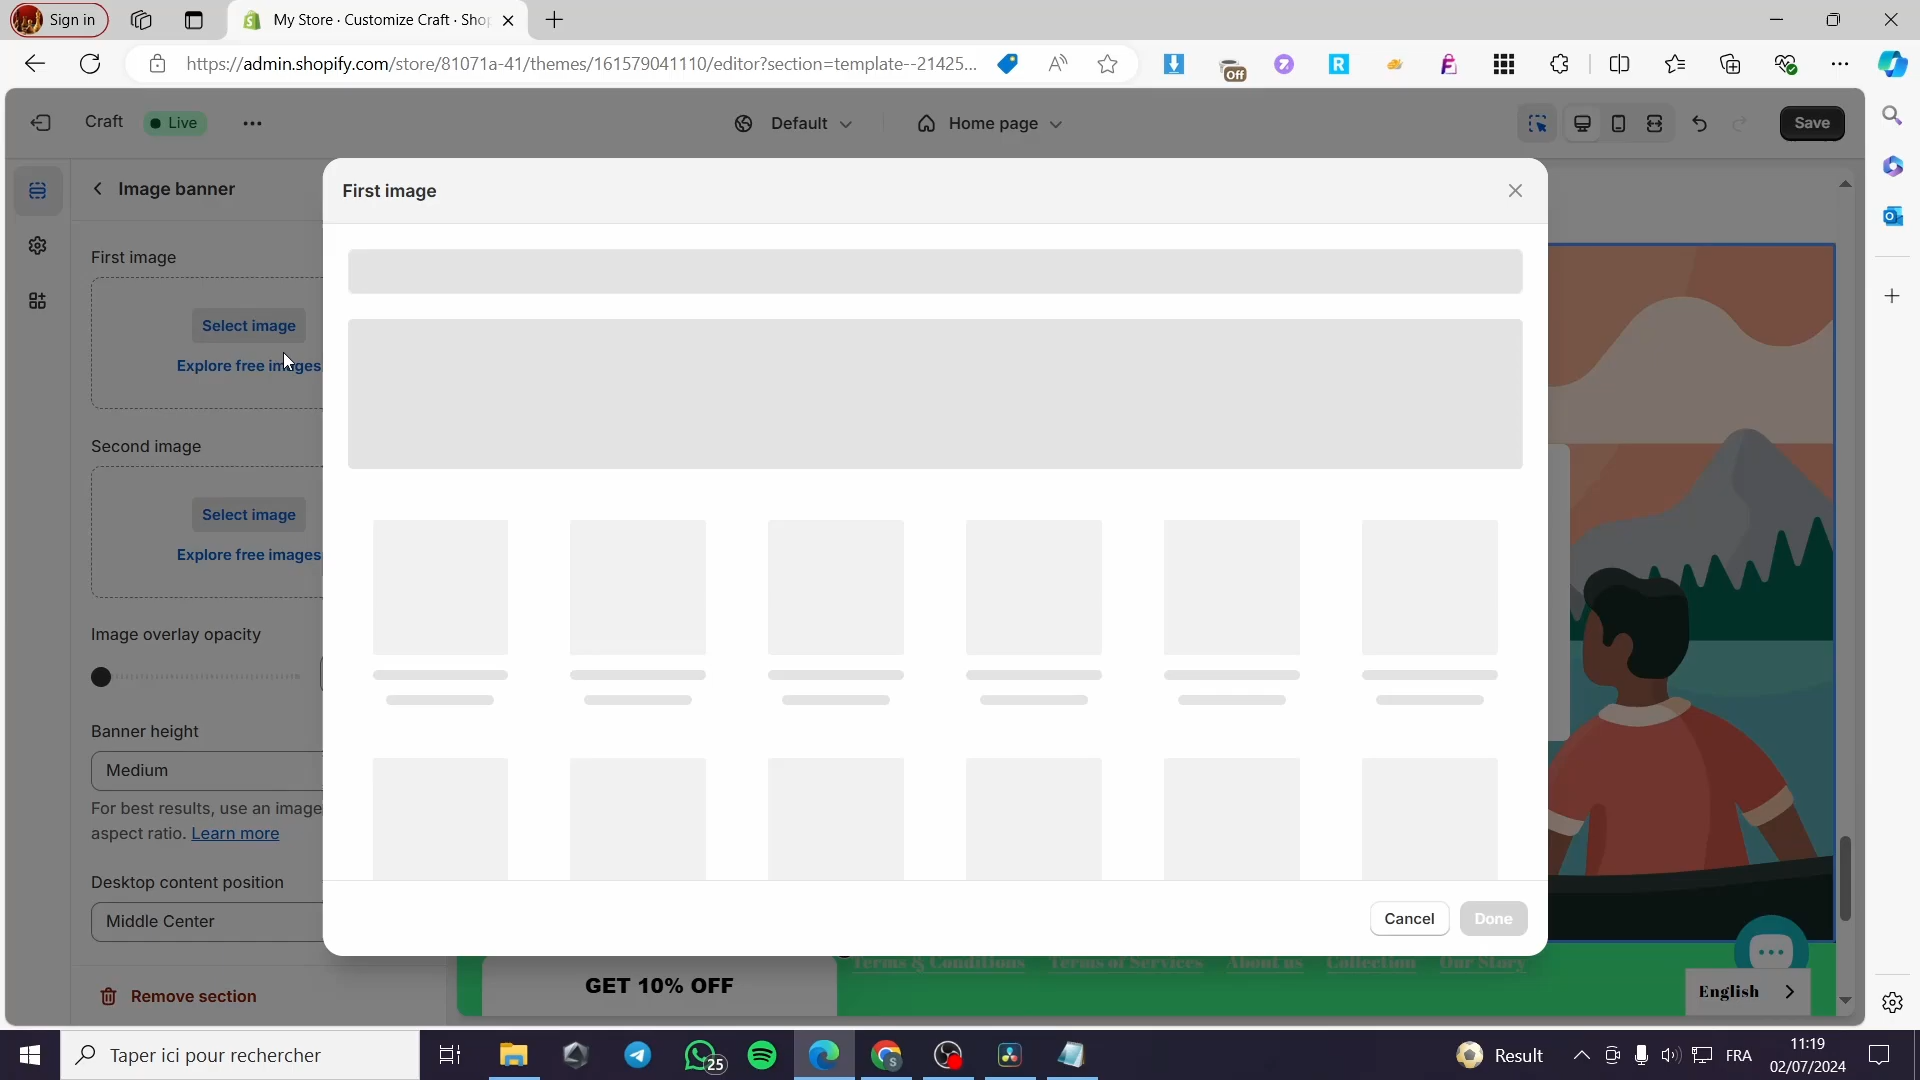 Sign in
My Store · Customize Craft · Sho
https://admin.shopify.com/store/81071a-41/themes/161579041110/editor?section=template--21425...
Off
Craft
Live
Default
Home page
Save
Image banner
First image
First image
Select image
Explore free images
Second image
Select image
Explore free images
Image overlay opacity
Banner height
Medium
For best results, use an image
aspect ratio. Learn more
Desktop content position
Middle Center
Cancel
Done
Remove section
Terms & Conditions
Terms of Services
About us
Collection
Our Story
GET 10% OFF
English
Taper ici pour rechercher
25
Result
FRA
11:19
02/07/2024